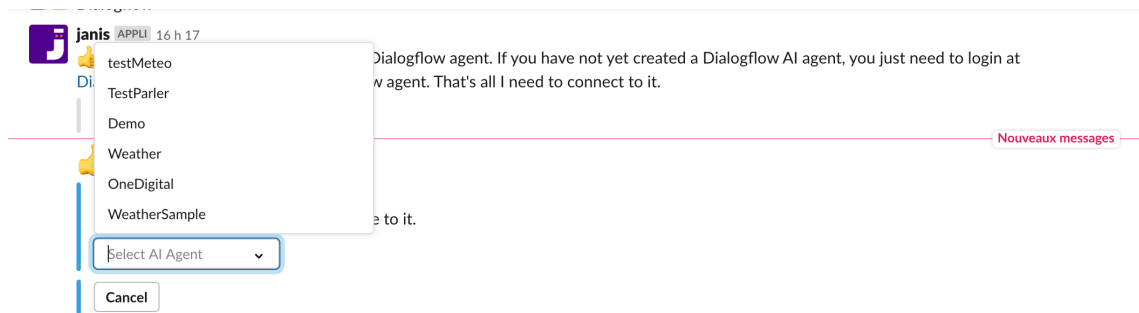 janis APPLI 16 h 17
Dialogflow agent. If you have not yet created a Dialogflow AI agent, you just need to login at
Di
w agent. That's all I need to connect to it.
testMeteo
TestParler
Demo
Weather
OneDigital
WeatherSample
Nouveaux messages
e to it.
Select AI Agent
Cancel